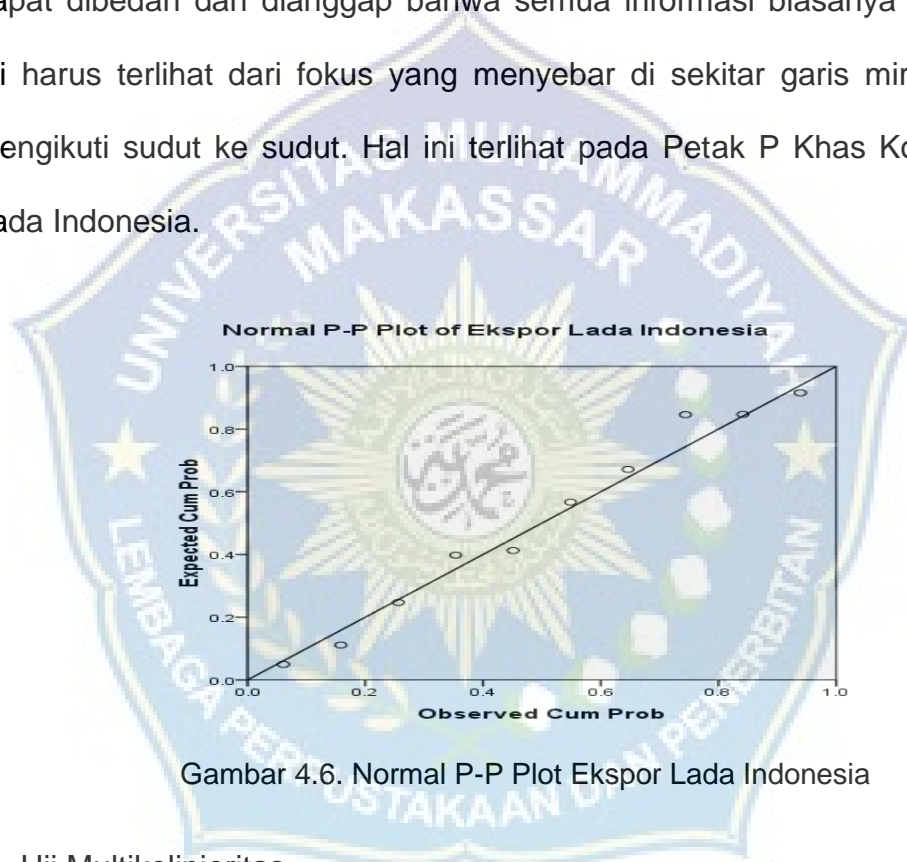 dapat dibedah dan dianggap bahwa semua informasi biasanya
i harus terlihat dari fokus yang menyebar di sekitar garis
engikuti sudut ke sudut. Hal ini terlihat pada Petak P Khas
ada Indonesia.
UNIVERSITAS MUHAMMADIYAH
MAKASSAR
Normal P-P Plot of Ekspor Lada Indonesia
Expected Cum Prob
1.0
0.8
0.6
0.4
0.2
0.0
0.0 0.2 0.4 0.6 0.8 1.0
Observed Cum Prob
LEMBAGA PERPUSTAKAAN DAN PENERBITAN
Gambar 4.6. Normal P-P Plot Ekspor Lada Indonesia
Uji Multikolinieritas